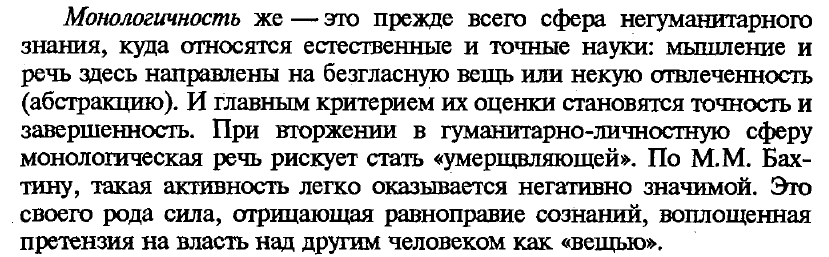 Монологичность же — это прежде всего сфера негуманитарного
знания, куда относятся естественные и точные науки: мышление и
речь здесь направлены на безгласную вещь или некую отвлеченность
(абстракцию). И главным критерием их оценки становятся точность и
завершенность. При вторжении в гуманитарно-личностную сферу
монологическая речь рискует стать «умерщвляющей». По М.М. Бах-
тину, такая активность легко оказывается негативно значимой. Это
своего рода сила, отрицающая равноправие сознаний, воплощенная
претензия на власть над другим человеком как «вещью».